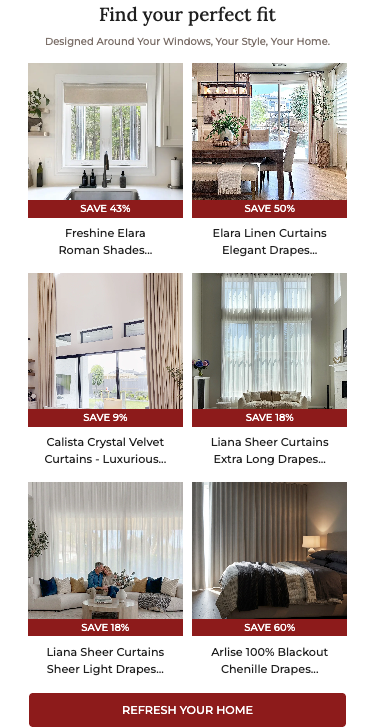 Find your perfect fit
Designed Around Your Windows, Your Style, Your Home.
SAVE 43%
SAVE 50%
Freshine Elara
Roman Shades...
Elara Linen Curtains
Elegant Drapes...
SAVE 9%
SAVE 18%
Calista Crystal Velvet
Curtains - Luxurious...
Liana Sheer Curtains
Extra Long Drapes...
SAVE 18%
SAVE 60%
Liana Sheer Curtains
Sheer Light Drapes...
Arlise 100% Blackout
Chenille Drapes...
REFRESH YOUR HOME